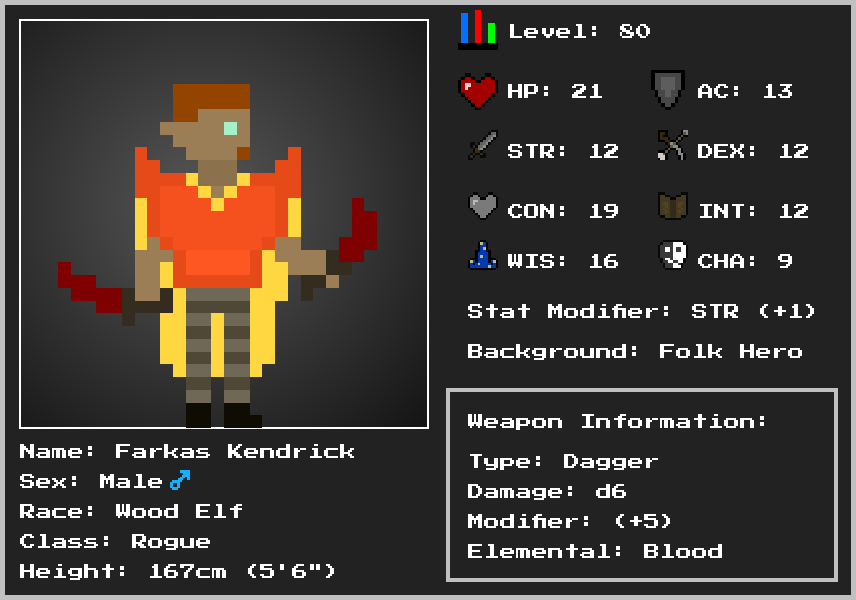 Level: 80
HP: 21
AC: 13
STR: 12
DEX: 12
CON: 19
INT: 12
WIS: 16
CHA: 9
Stat Modifier: STR (+1)
Background: Folk Hero
Weapon Information:
Type: Dagger
Damage: d6
Modifier: (+5)
Elemental: Blood
Name: Farkas Kendrick
Sex: Male♂
Race: Wood Elf
Class: Rogue
Height: 167cm (5'6")